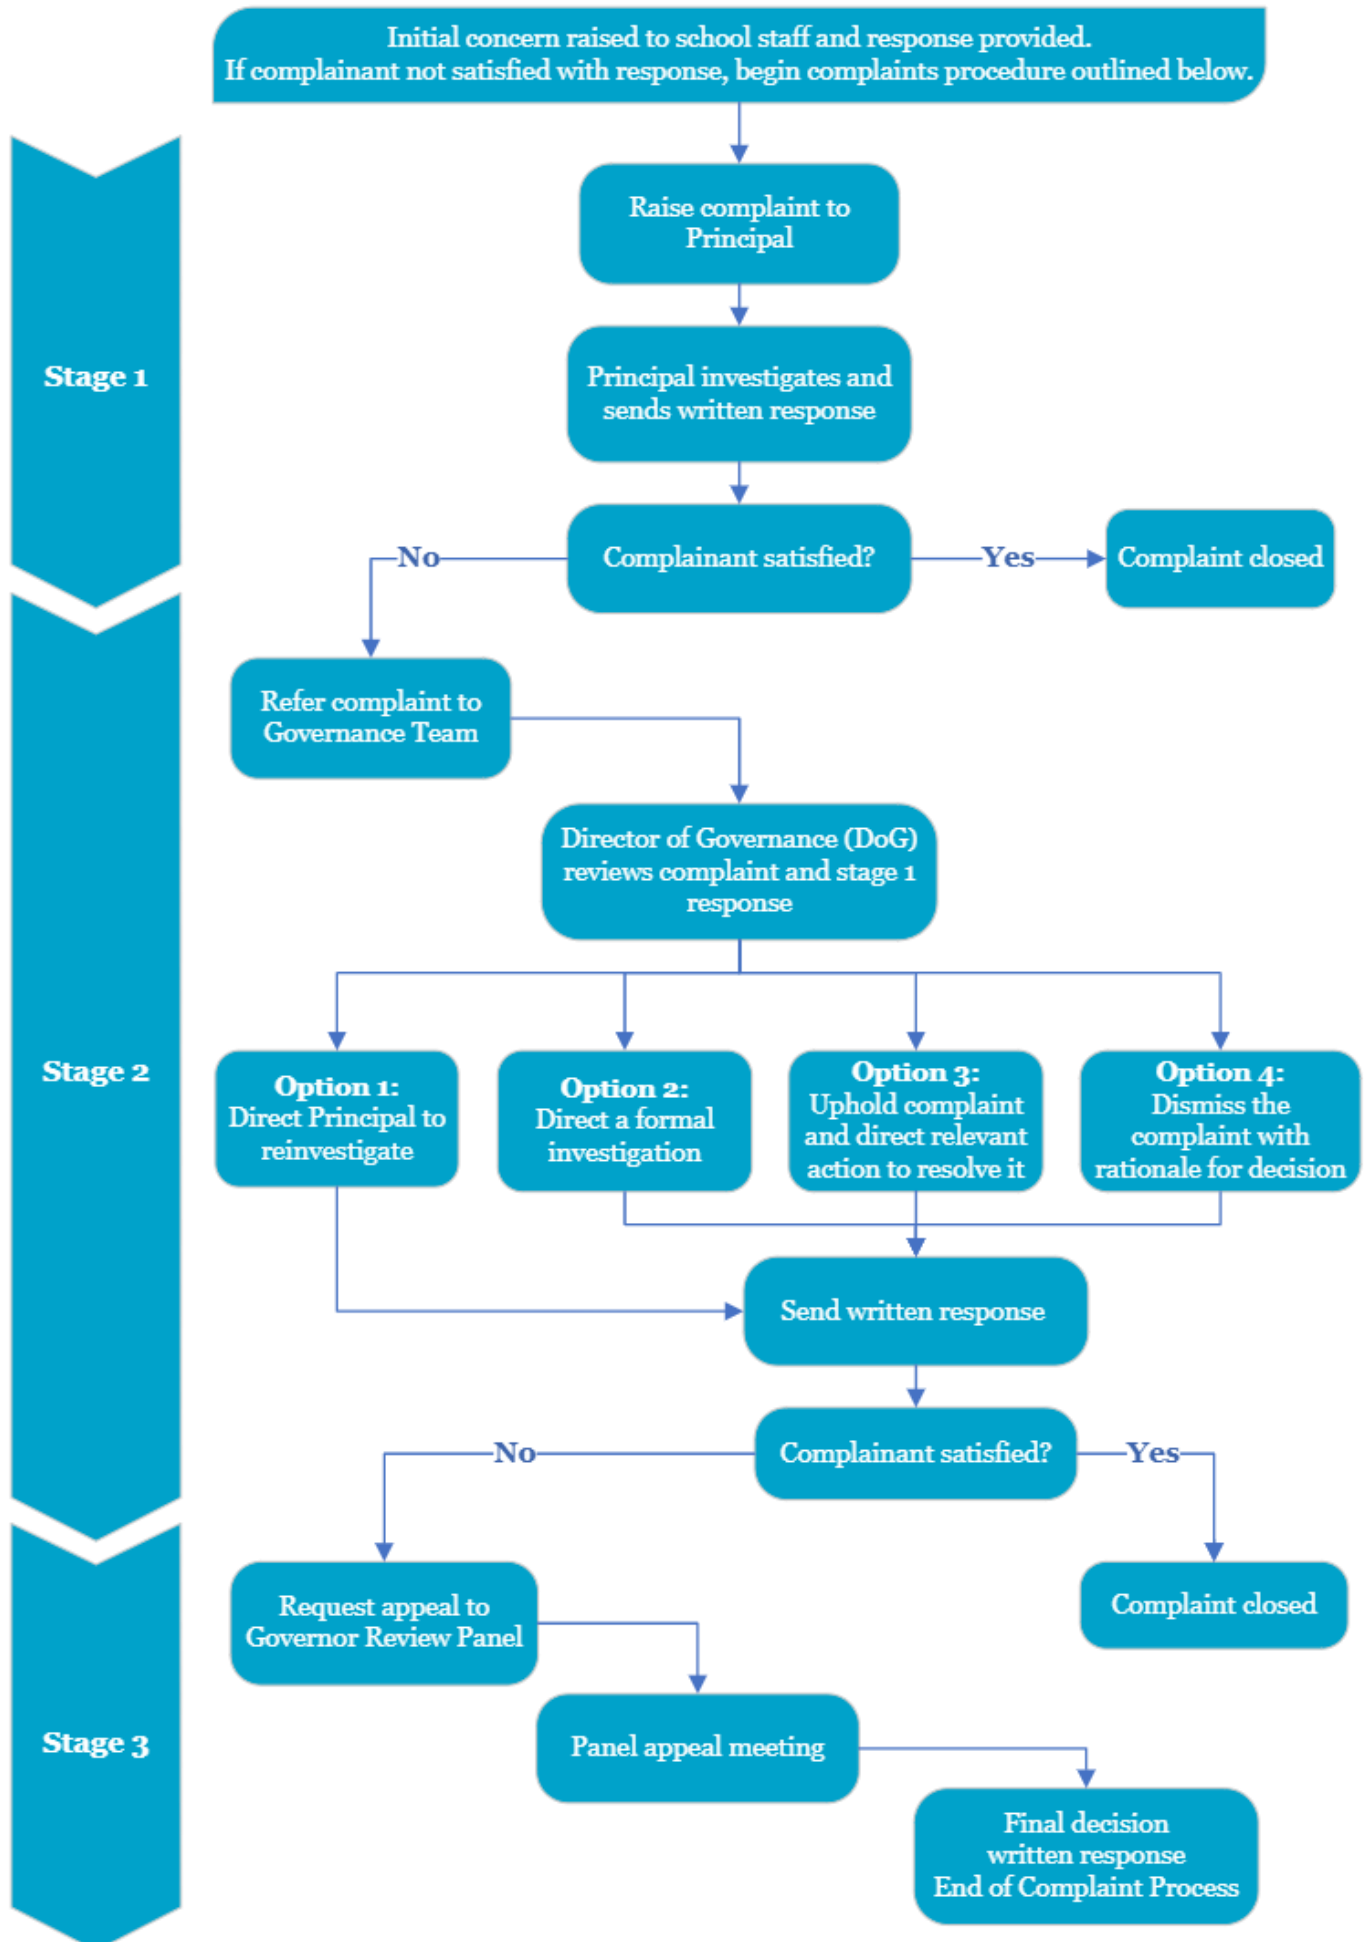 Initial concern raised to school staff and response provided.
If complainant not satisfied with response, begin complaints procedure outlined below.
Stage 1
Raise complaint to
Principal
Principal investigates and
sends written response
Complainant satisfied?
No
Yes
Complaint closed
Stage 2
Refer complaint to
Governance Team
Director of Governance (DoG)
reviews complaint and stage 1
response
Option 1:
Direct Principal to
reinvestigate
Option 2:
Direct a formal
investigation
Option 3:
Uphold complaint
and direct relevant
action to resolve it
Option 4:
Dismiss the
complaint with
rationale for decision
Send written response
Complainant satisfied?
No
Yes
Complaint closed
Stage 3
Request appeal to
Governor Review Panel
Panel appeal meeting
Final decision
written response
End of Complaint Process